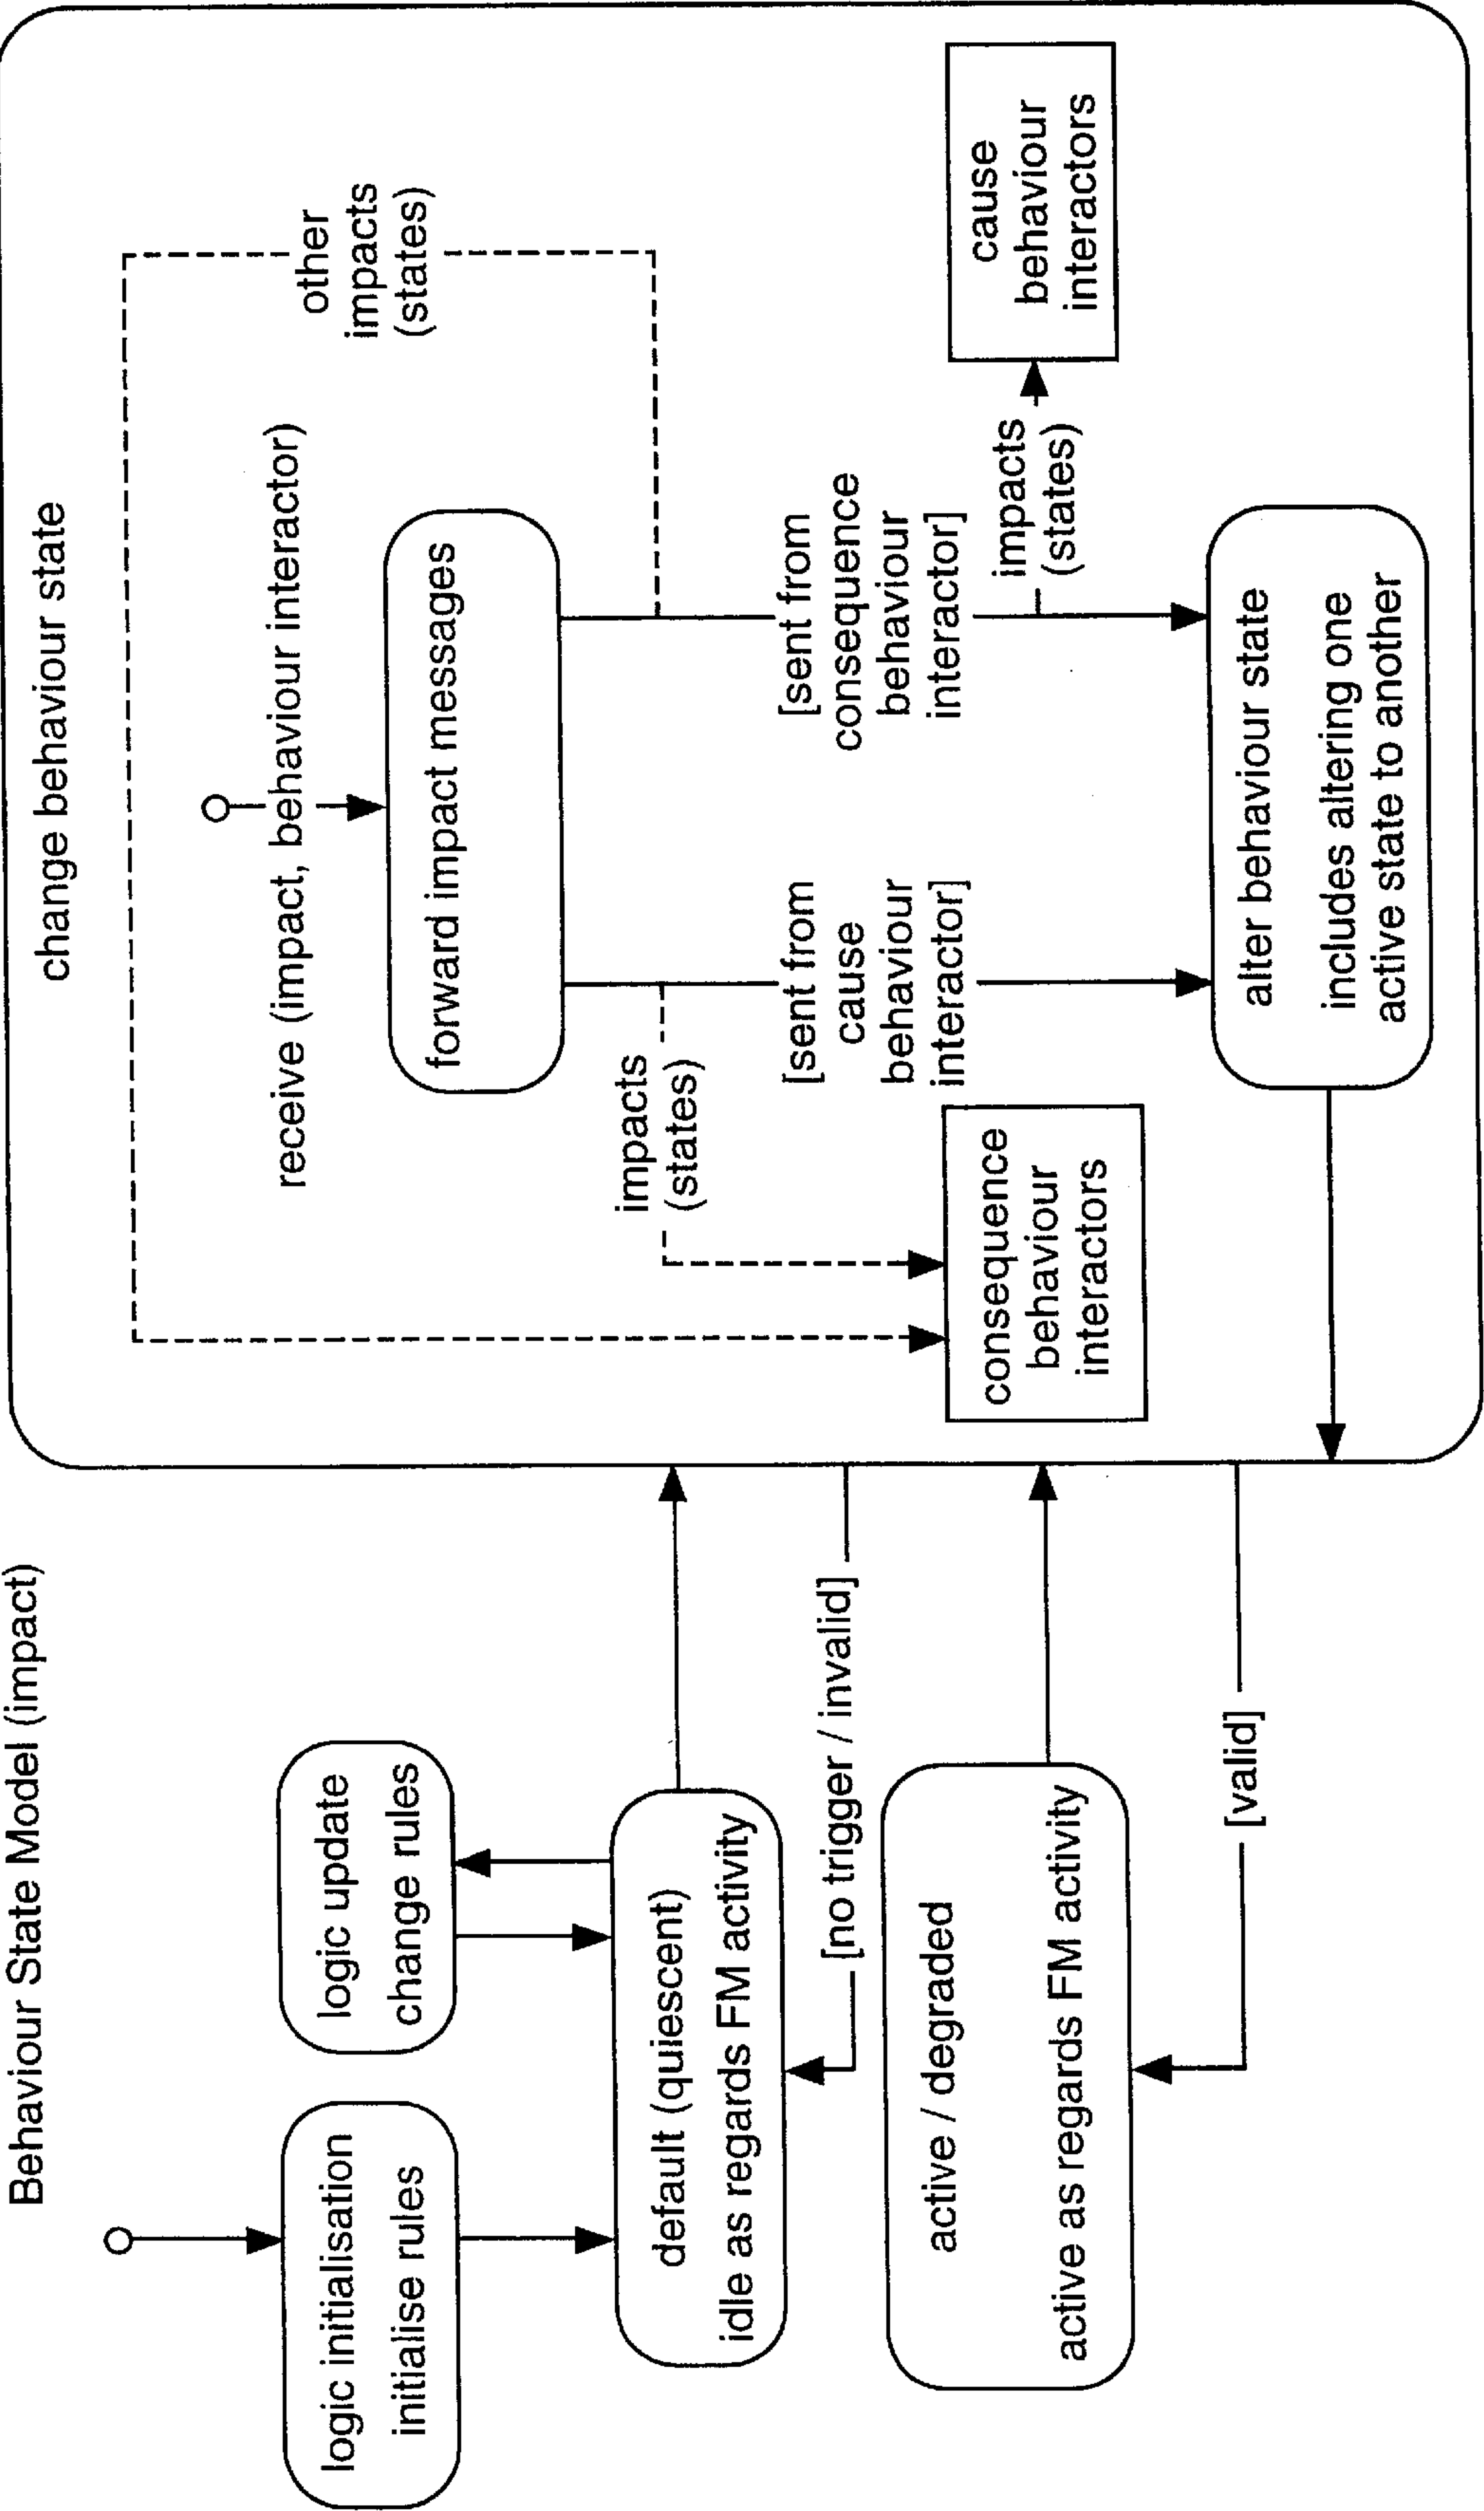 Behaviour State Model (impact)
logic initialisation
initialise rules
logic update
change rules
default (quiescent)
idle as regards FM activity
[no trigger / invalid]
active / degraded
active as regards FM activity
[valid]
change behaviour state
receive (impact, behaviour interactor)
other
impacts
(states)
forward impact messages
impacts
(states)
[sent from
cause
behaviour
interactor]
[sent from
consequence
behaviour
interactor]
consequence
behaviour
interactors
impacts
(states)
cause
behaviour
interactors
alter behaviour state
includes altering one
active state to another